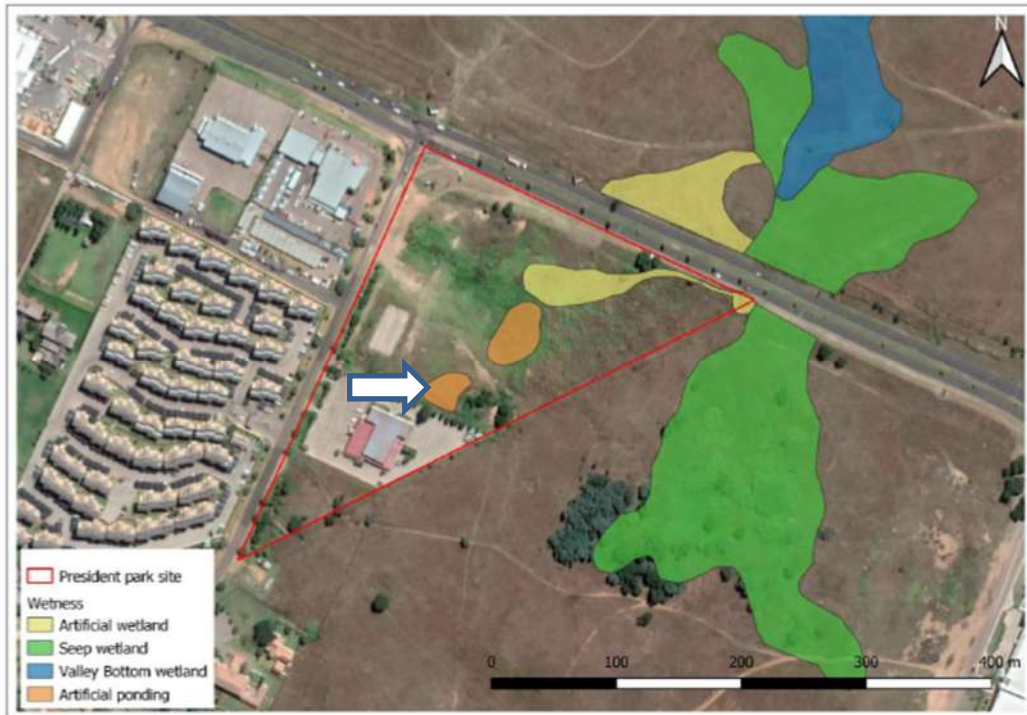 N
President park site
Wetness
Artificial wetland
Seep wetland
Valley Bottom wetland
Artificial ponding
0 100 200 300 400 m